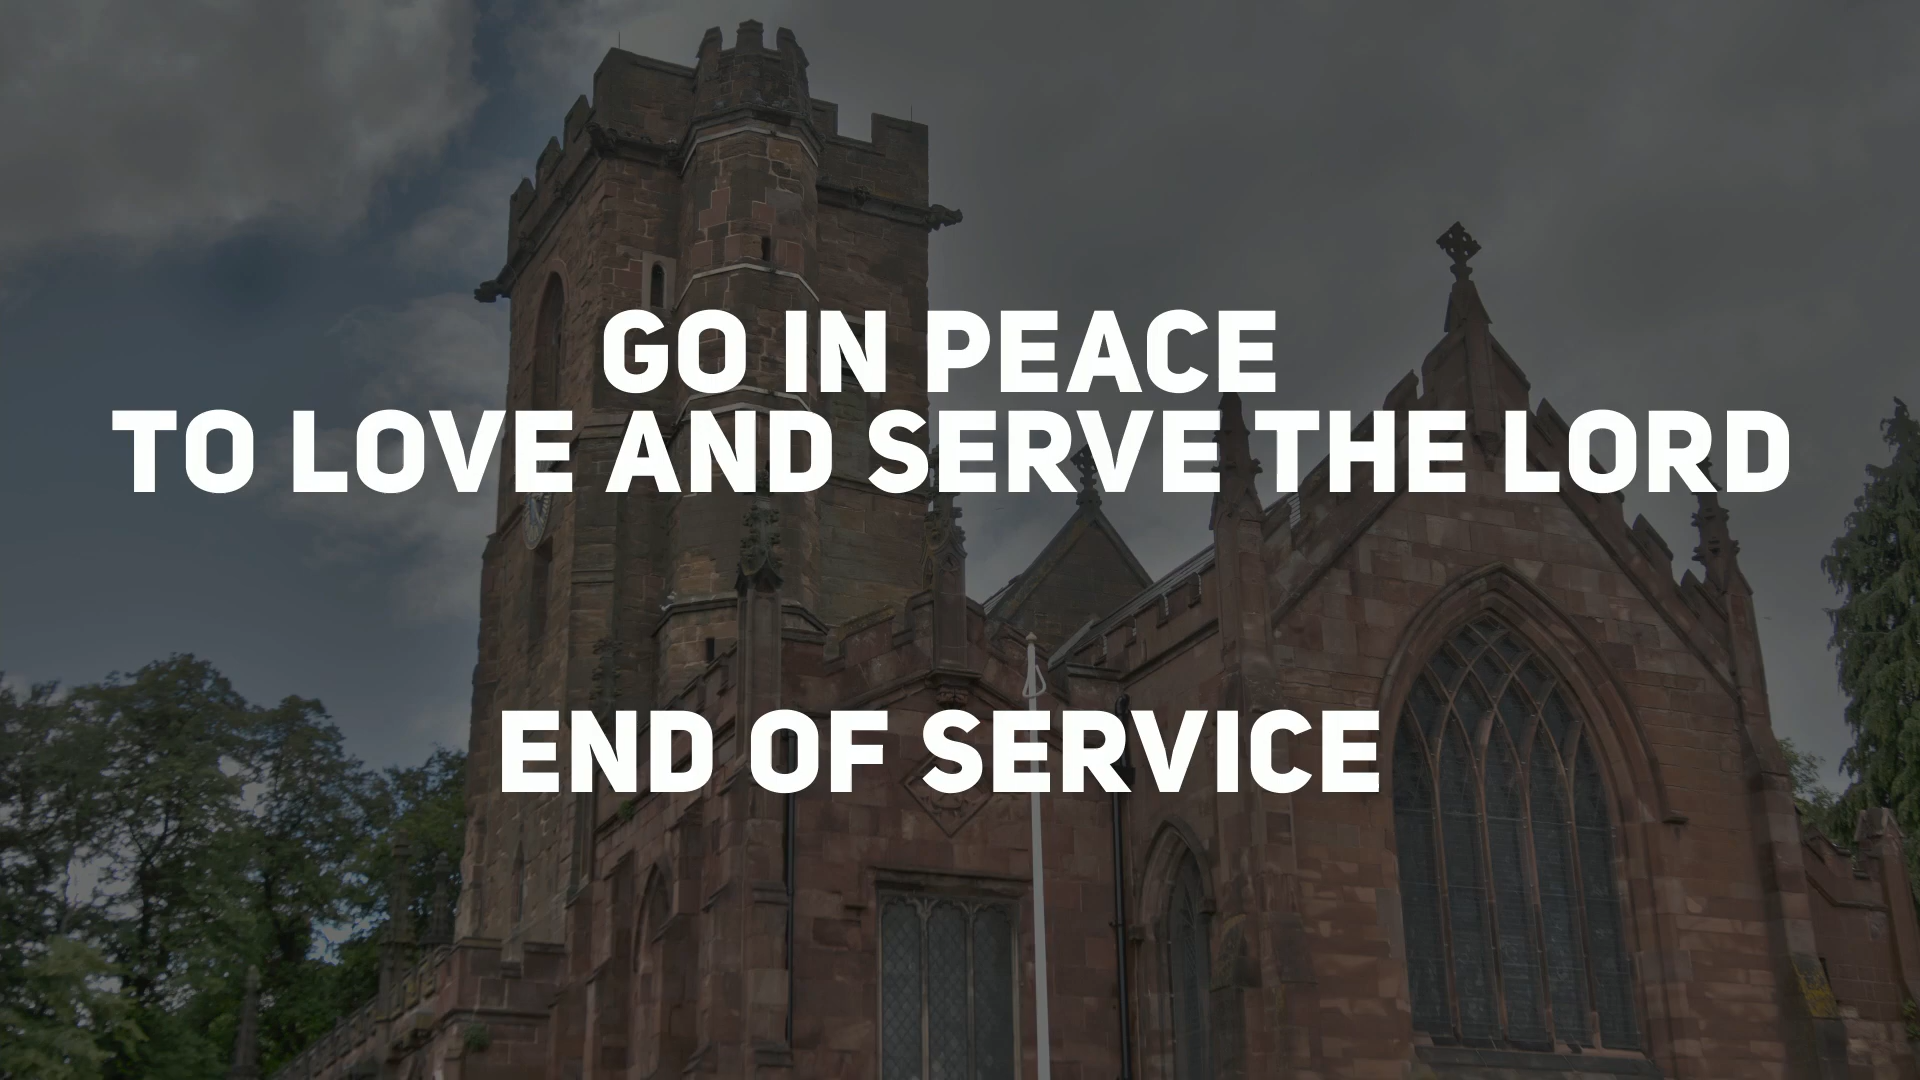 GO IN PEACE
TO LOVE AND SERVE THE LORD
END OF SERVICE